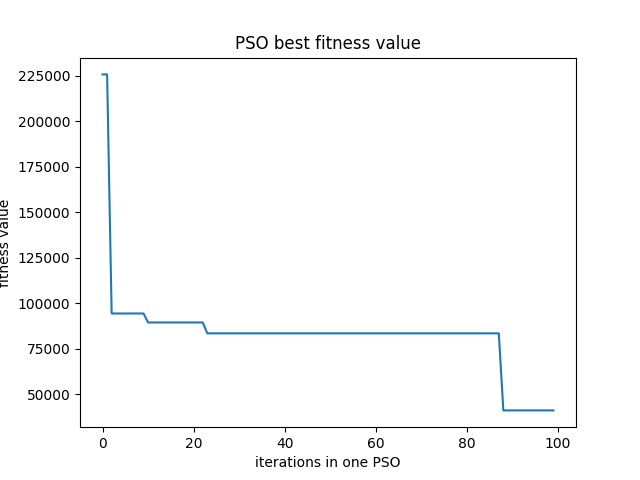 PSO best fitness value
225000
200000
175000
150000
125000
100000
75000
50000
fitness value
0 20 40 60 80 100
iterations in one PSO